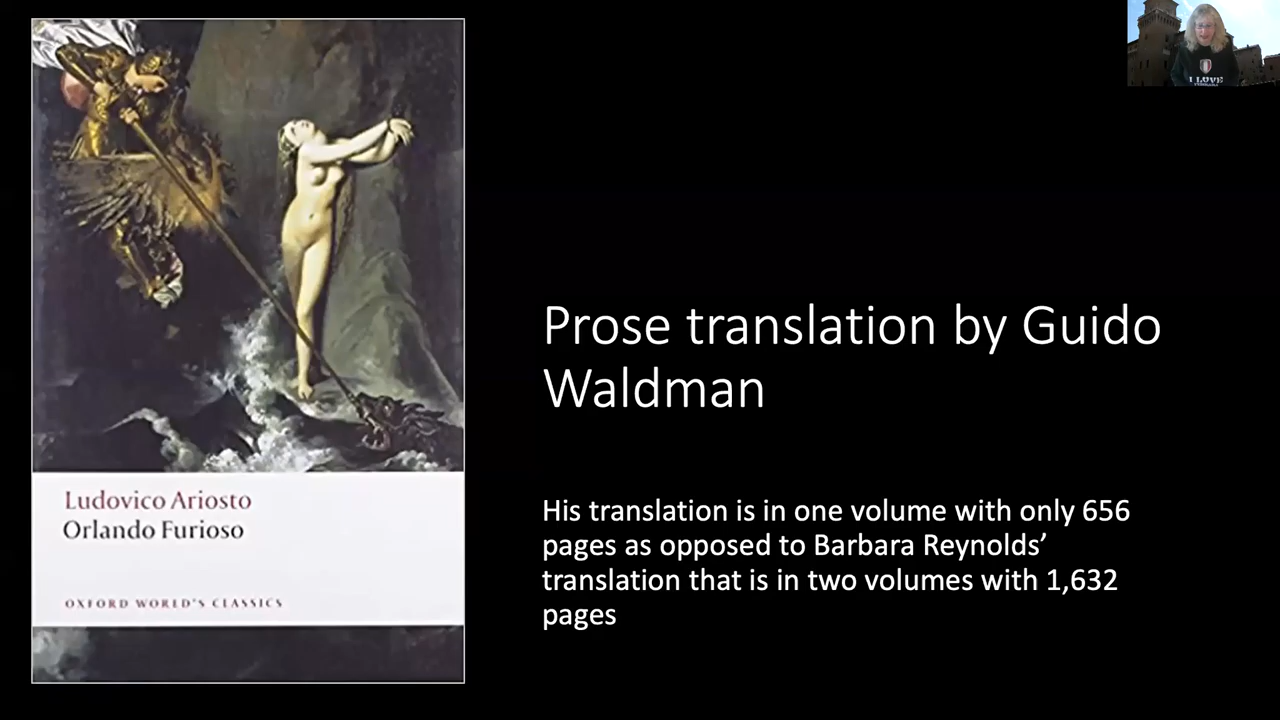 I LOVE
Prose translation by Guido
Waldman
Ludovico Ariosto
Orlando Furioso
OXFORD WORLD'S CLASSICS
His translation is in one volume with only 656
pages as opposed to Barbara Reynolds'
translation that is in two volumes with 1,632
pages